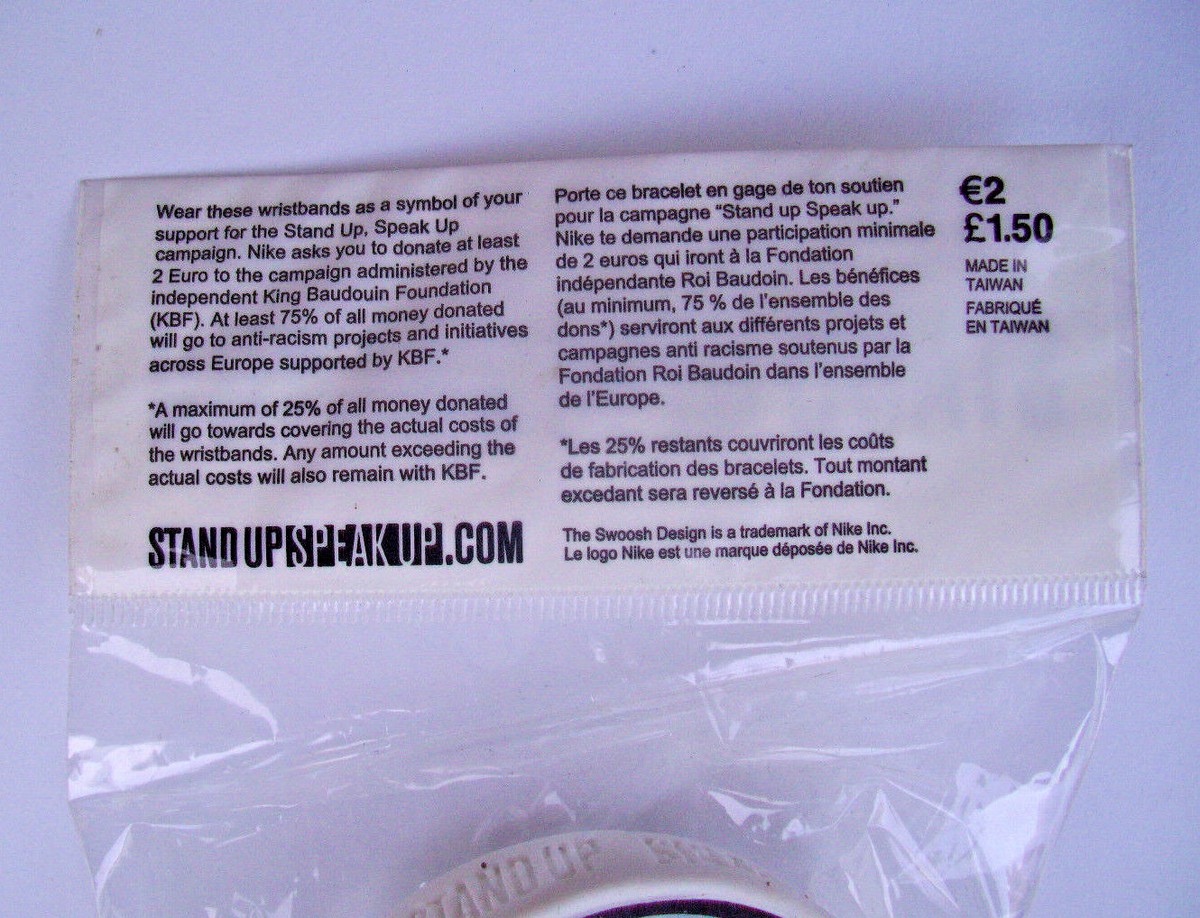 Wear these wristbands as a symbol of your
support for the Stand Up, Speak Up
campaign. Nike asks you to donate at least
2 Euro to the campaign administered by the
independent King Baudouin Foundation
(KBF). At least 75% of all money donated
will go to anti-racism projects and initiatives
across Europe supported by KBF.*
*A maximum of 25% of all money donated
will go towards covering the actual costs of
the wristbands. Any amount exceeding the
actual costs will also remain with KBF.
STAND UP SPEAK UP.COM
Porte ce bracelet en gage de ton soutien
pour la campagne “Stand up Speak up.”
Nike te demande une participation minimale
de 2 euros qui iront à la Fondation
indépendante Roi Baudoin. Les bénéfices
(au minimum, 75 % de l'ensemble des
dons*) serviront aux différents projets et
campagnes anti racisme soutenus par la
Fondation Roi Baudoin dans l'ensemble
de l'Europe.
*Les 25% restants couvriront les coûts
de fabrication des bracelets. Tout montant
excedant sera reversé à la Fondation.
The Swoosh Design is a trademark of Nike Inc.
Le logo Nike est une marque déposée de Nike Inc.
€2
£1.50
MADE IN
TAIWAN
FABRIQUÉ
EN TAIWAN
STAND UP